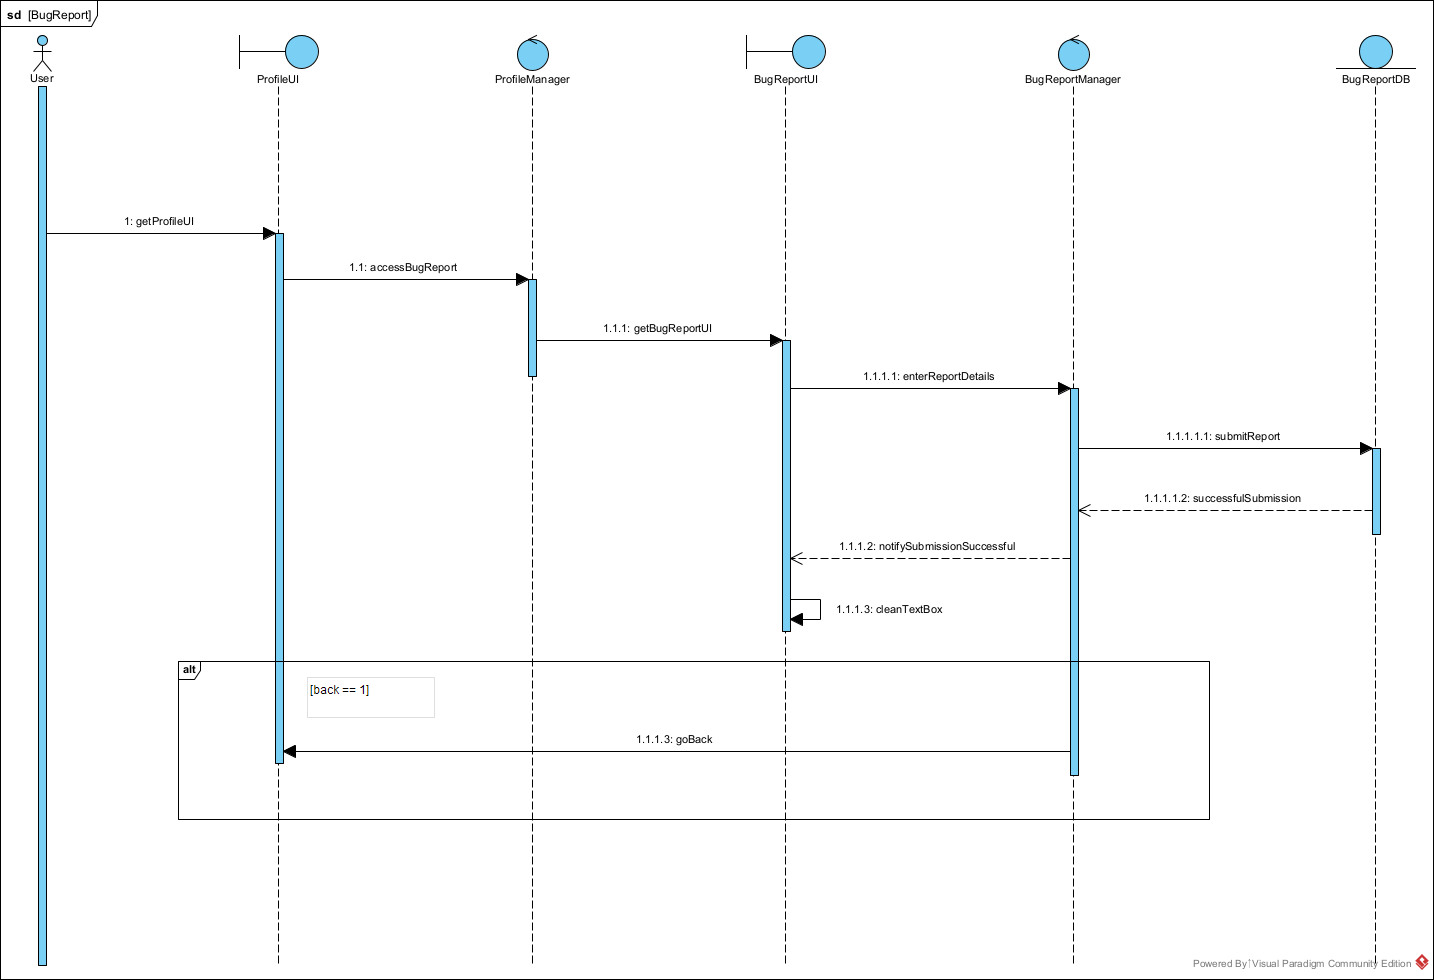 sd [BugReport]
User
ProfileUI
ProfileManager
BugReportUI
BugReportManager
BugReportDB
1: getProfileUI
1.1: accessBugReport
1.1.1: getBugReportUI
1.1.1.1: enterReportDetails
1.1.1.1.1: submitReport
1.1.1.1.2: successfulSubmission
1.1.1.2: notifySubmissionSuccessful
1.1.1.3: cleanTextBox
alt
[back == 1]
1.1.1.3: goBack
Powered By Visual Paradigm Community Edition